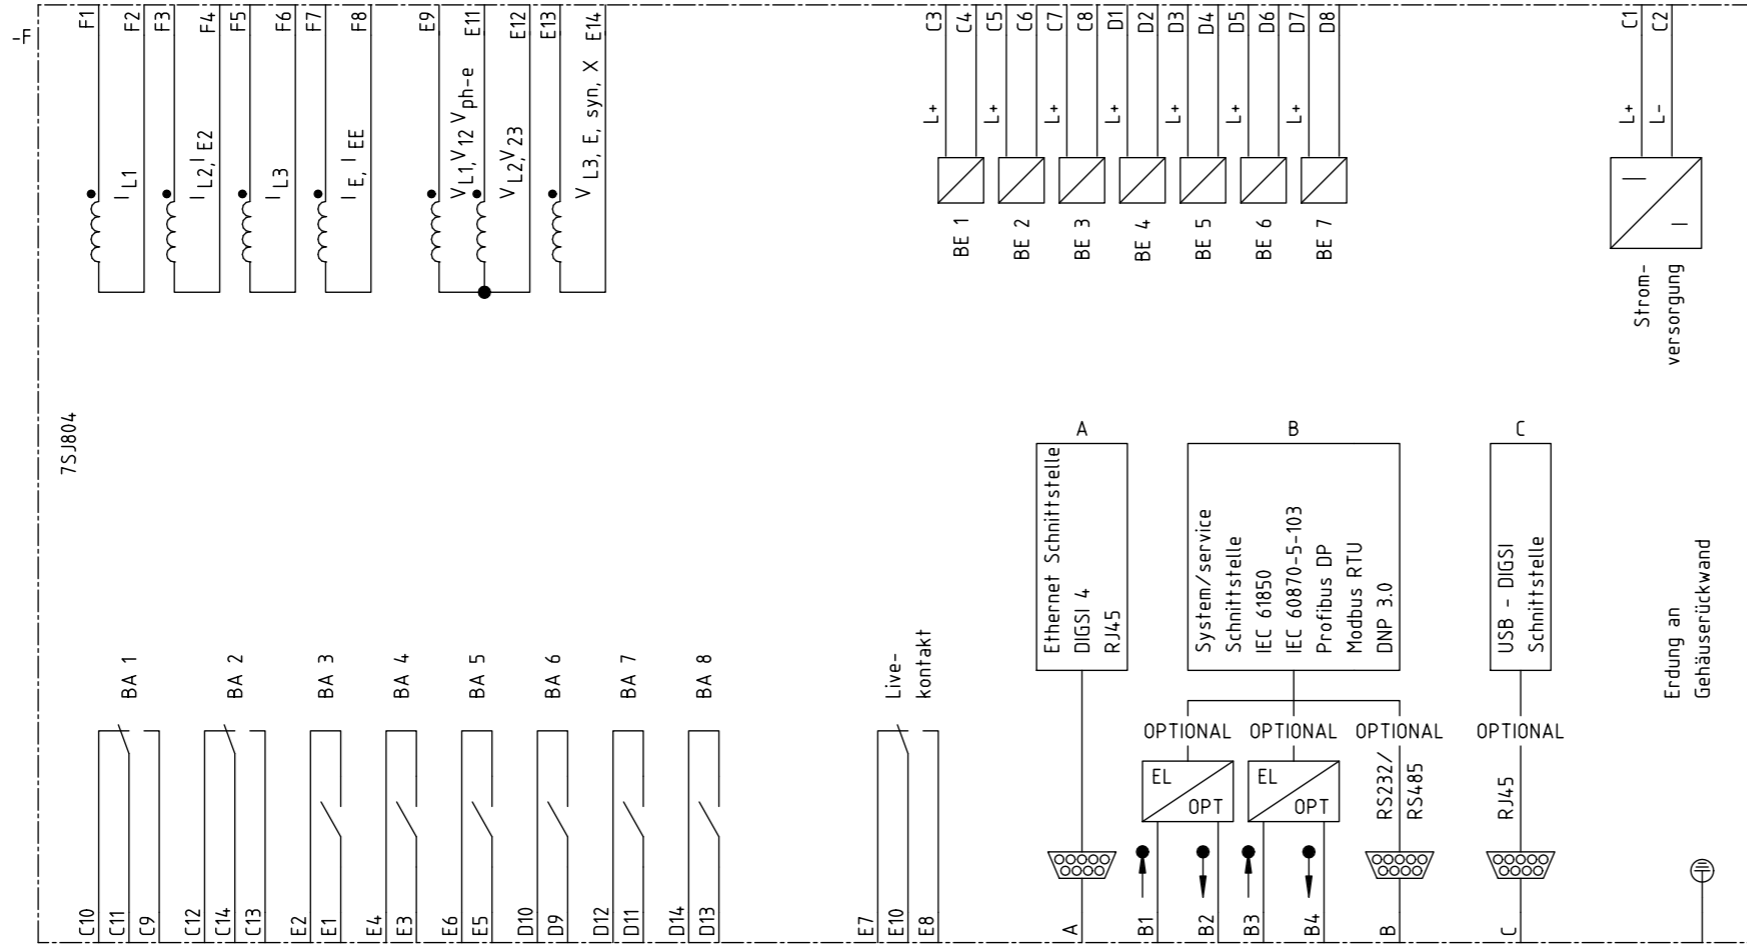 -F
F1
F2
F3
F4
F5
F6
F7
F8
E9
E11
E12
E13
E14
C3
C4
C5
C6
C7
C8
D1
D2
D3
D4
D5
D6
D7
D8
C1
C2
I L1
I L2, I E2
I L3
I E, I EE
V L1, V 12 V ph-e
V L2, V 23
V L3, E, syn, X
L+
L+
L+
L+
L+
L+
L+
L+
L-
BE 1
BE 2
BE 3
BE 4
BE 5
BE 6
BE 7
Strom-
versorgung
7SJ804
A
B
C
Ethernet Schnittstelle
DIGSI 4
RJ45
System/service
Schnittstelle
IEC 61850
IEC 60870-5-103
Profibus DP
Modbus RTU
DNP 3.0
USB - DIGSI
Schnittstelle
Erdung an
Gehäuserückwand
BA 1
BA 2
BA 3
BA 4
BA 5
BA 6
BA 7
BA 8
Live-
kontakt
OPTIONAL
OPTIONAL
OPTIONAL
OPTIONAL
EL
OPT
EL
OPT
RS232/
RS485
RJ45
C10
C11
C9
C12
C14
C13
E2
E1
E4
E3
E6
E5
D10
D9
D12
D11
D14
D13
E7
E10
E8
A
B1
B2
B3
B4
B
C